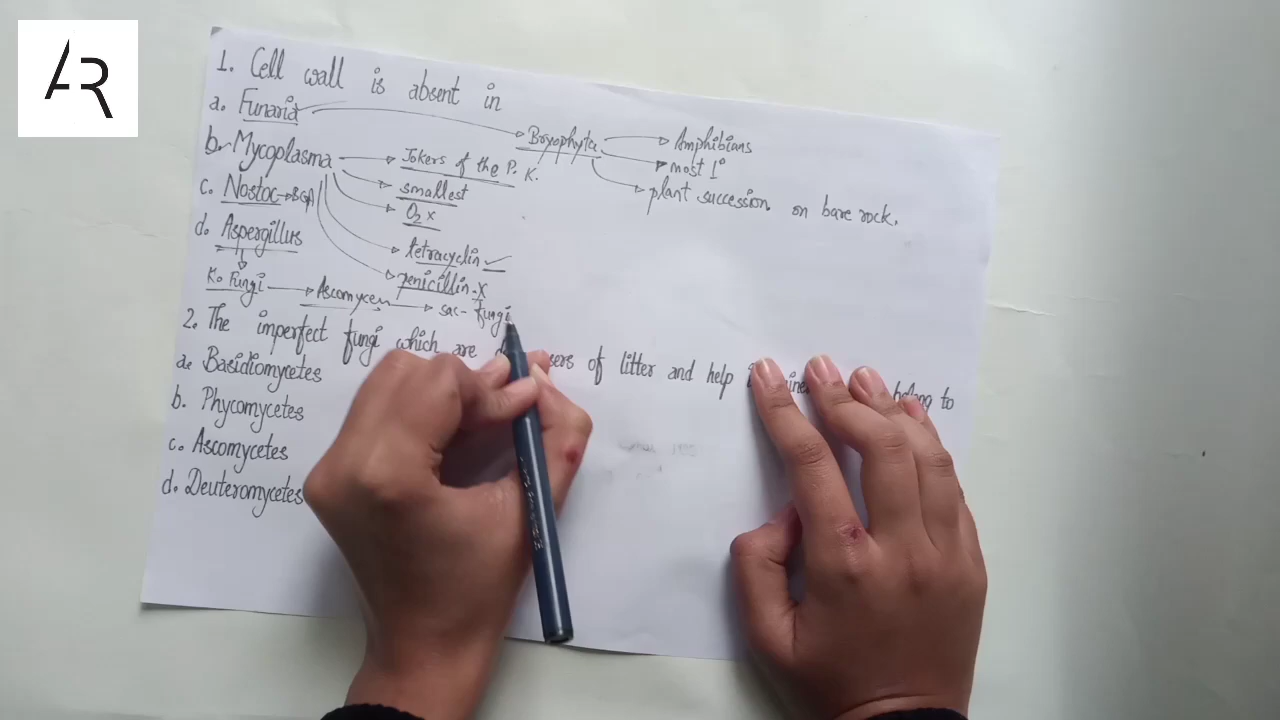 AR
1. Cell wall is absent in
a. Funaria
Bryophyta
Amphibians
most 1°
plant succession on bare rock.
b. Mycoplasma
Jokers of the P. K.
smallest
O2 x
tetracyclin ✓
penicillin - x
c. Nostoc → BGA
d. Aspergillus
K. Fungi → Ascomycen → sac - fungi
2. The imperfect fungi which are of litter and help belong to
a. Basidiomycetes
b. Phycomycetes
c. Ascomycetes
d. Deuteromycetes